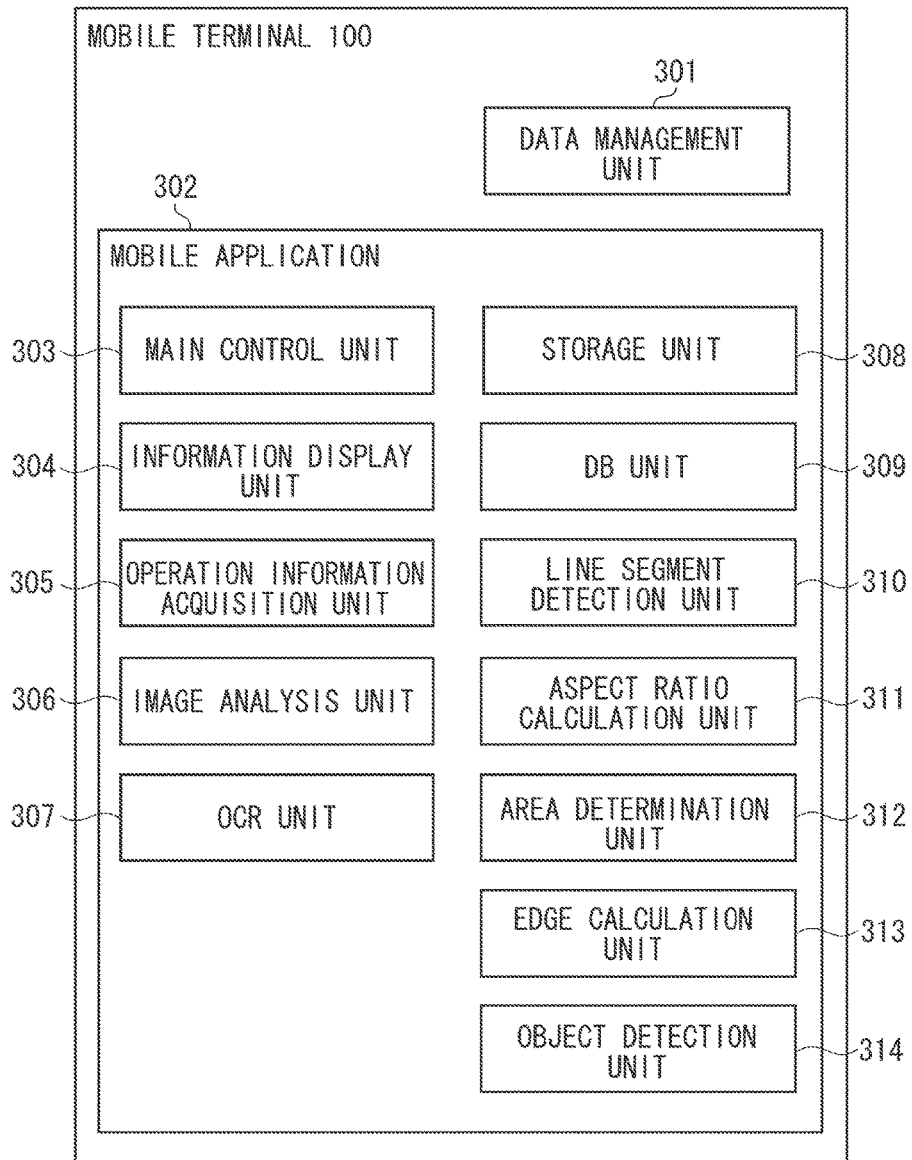 MOBILE TERMINAL 100
301
DATA MANAGEMENT
UNIT
302
MOBILE APPLICATION
303
MAIN CONTROL UNIT
STORAGE UNIT
308
304
INFORMATION DISPLAY
UNIT
DB UNIT
309
305
OPERATION INFORMATION
ACQUISITION UNIT
LINE SEGMENT
DETECTION UNIT
310
306
IMAGE ANALYSIS UNIT
ASPECT RATIO
CALCULATION UNIT
311
307
OCR UNIT
AREA DETERMINATION
UNIT
312
EDGE CALCULATION
UNIT
313
OBJECT DETECTION
UNIT
314